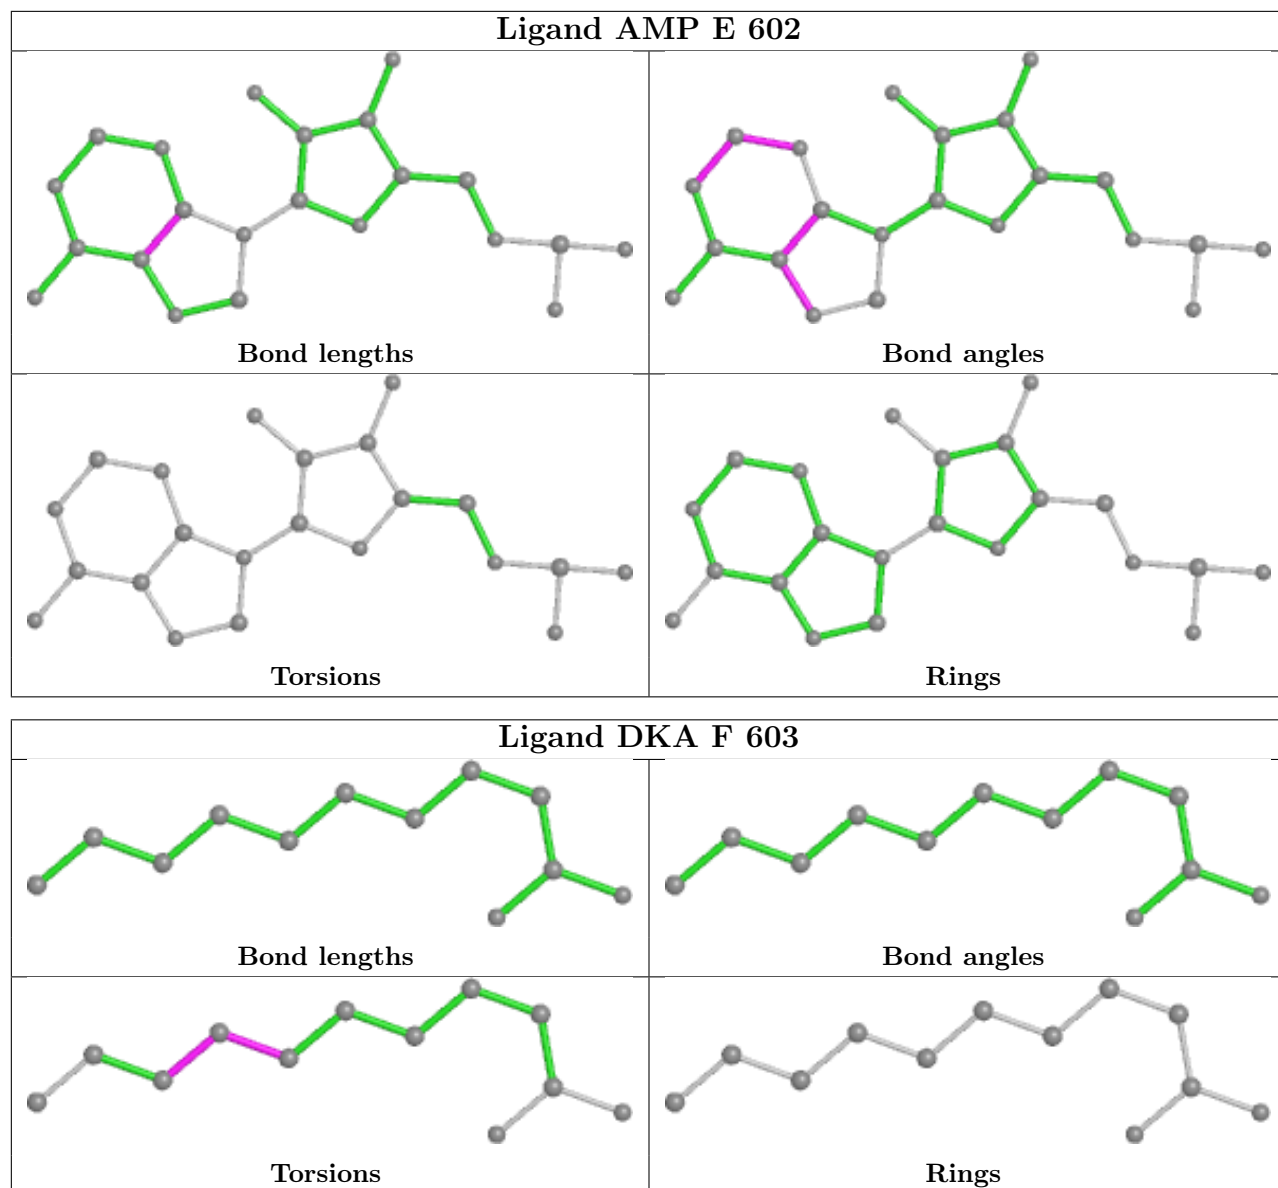 Ligand AMP E 602
Bond lengths
Bond angles
Torsions
Rings
Ligand DKA F 603
Bond lengths
Bond angles
Torsions
Rings